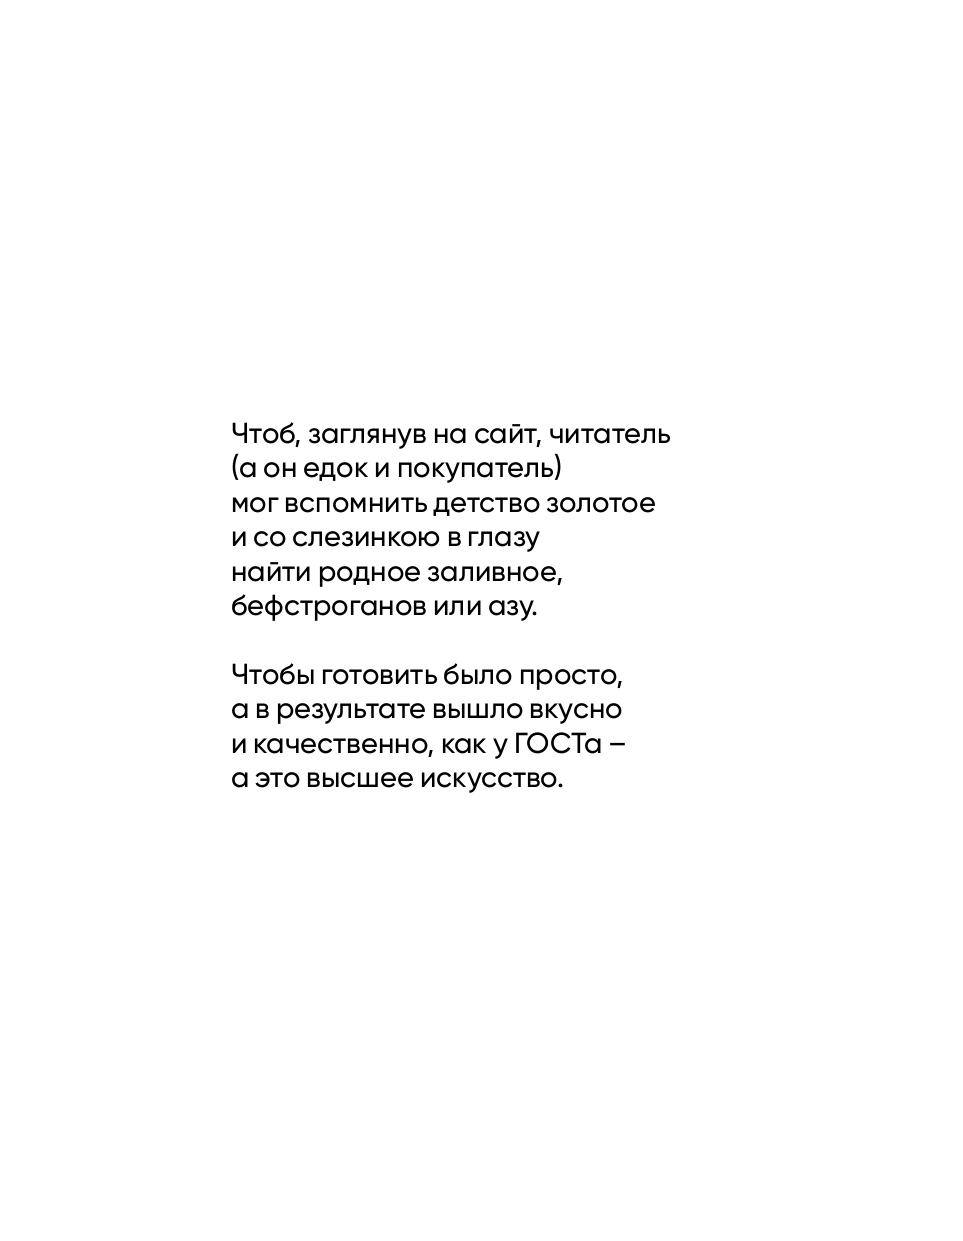 Чтоб, заглянув на сайт, читатель
(а он едок и покупатель)
мог вспомнить детство золотое
и со слезинкою в глазу
найти родное заливное,
бефстроганов или азу.

Чтобы готовить было просто,
а в результате вышло вкусно
и качественно, как у ГОСТа –
а это высшее искусство.